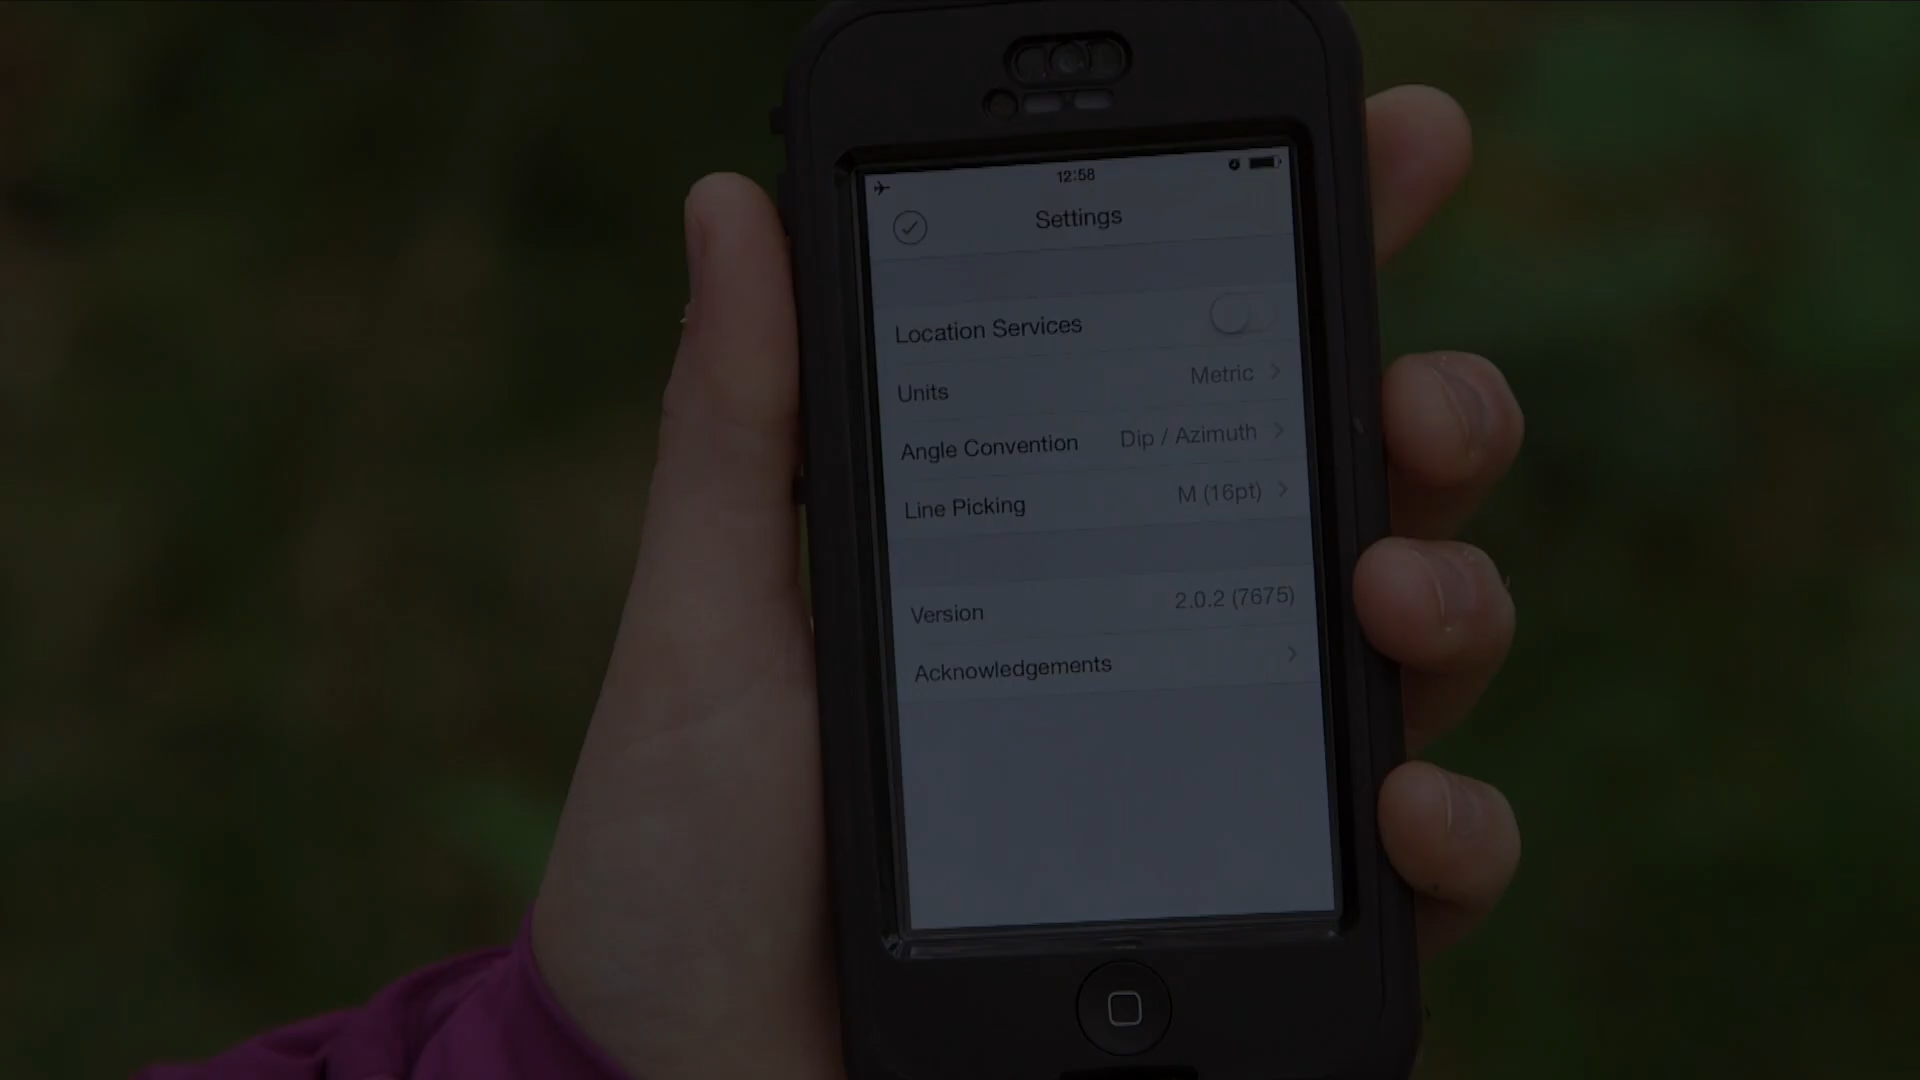 12:58
Settings
Location Services
Units Metric
Angle Convention Dip / Azimuth
Line Picking M (16pt)
Version 2.0.2 (7675)
Acknowledgements